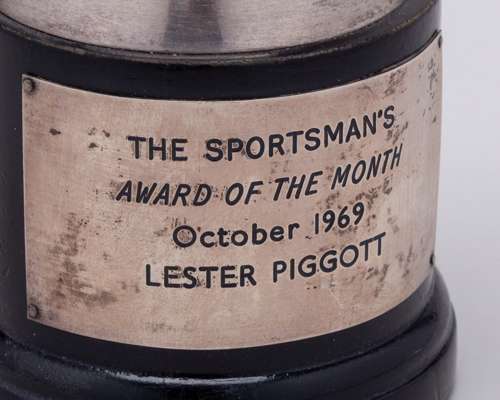 THE SPORTSMAN'S
AWARD OF THE MONTH
October 1969
LESTER PIGGOTT